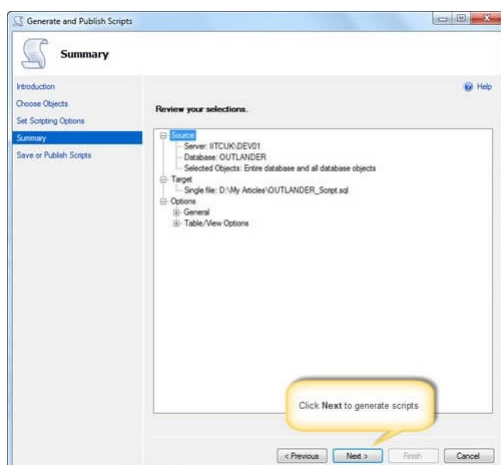 Generate and Publish Scripts
Summary
Introduction
Choose Objects
Set Scripting Options
Summary
Save or Publish Scripts
Help
Review your selections.
Source
Server: IITCUK\DEV01
Database: OUTLANDER
Selected Objects: Entire database and all database objects
Target
Single file: D:\My Articles\OUTLANDER_Script.sql
Options
General
Table/View Options
Click Next to generate scripts
< Previous
Next >
Finish
Cancel